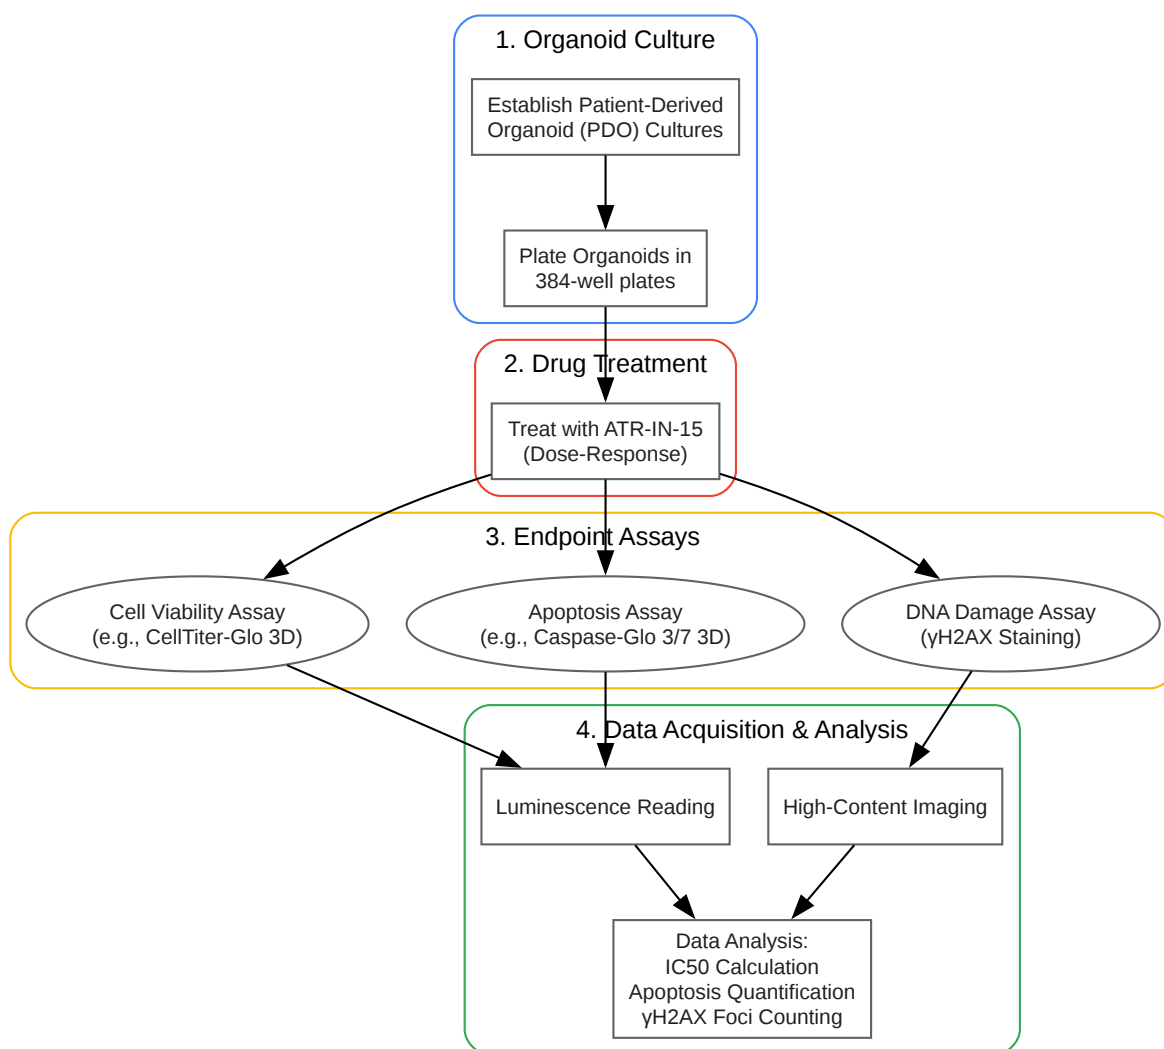 1. Organoid Culture
Establish Patient-Derived
Organoid (PDO) Cultures
Plate Organoids in
384-well plates
2. Drug Treatment
Treat with ATR-IN-15
(Dose-Response)
3. Endpoint Assays
Cell Viability Assay
(e.g., CellTiter-Glo 3D)
Apoptosis Assay
(e.g., Caspase-Glo 3/7 3D)
DNA Damage Assay
(γH2AX Staining)
4. Data Acquisition & Analysis
Luminescence Reading
High-Content Imaging
Data Analysis:
IC50 Calculation
Apoptosis Quantification
γH2AX Foci Counting